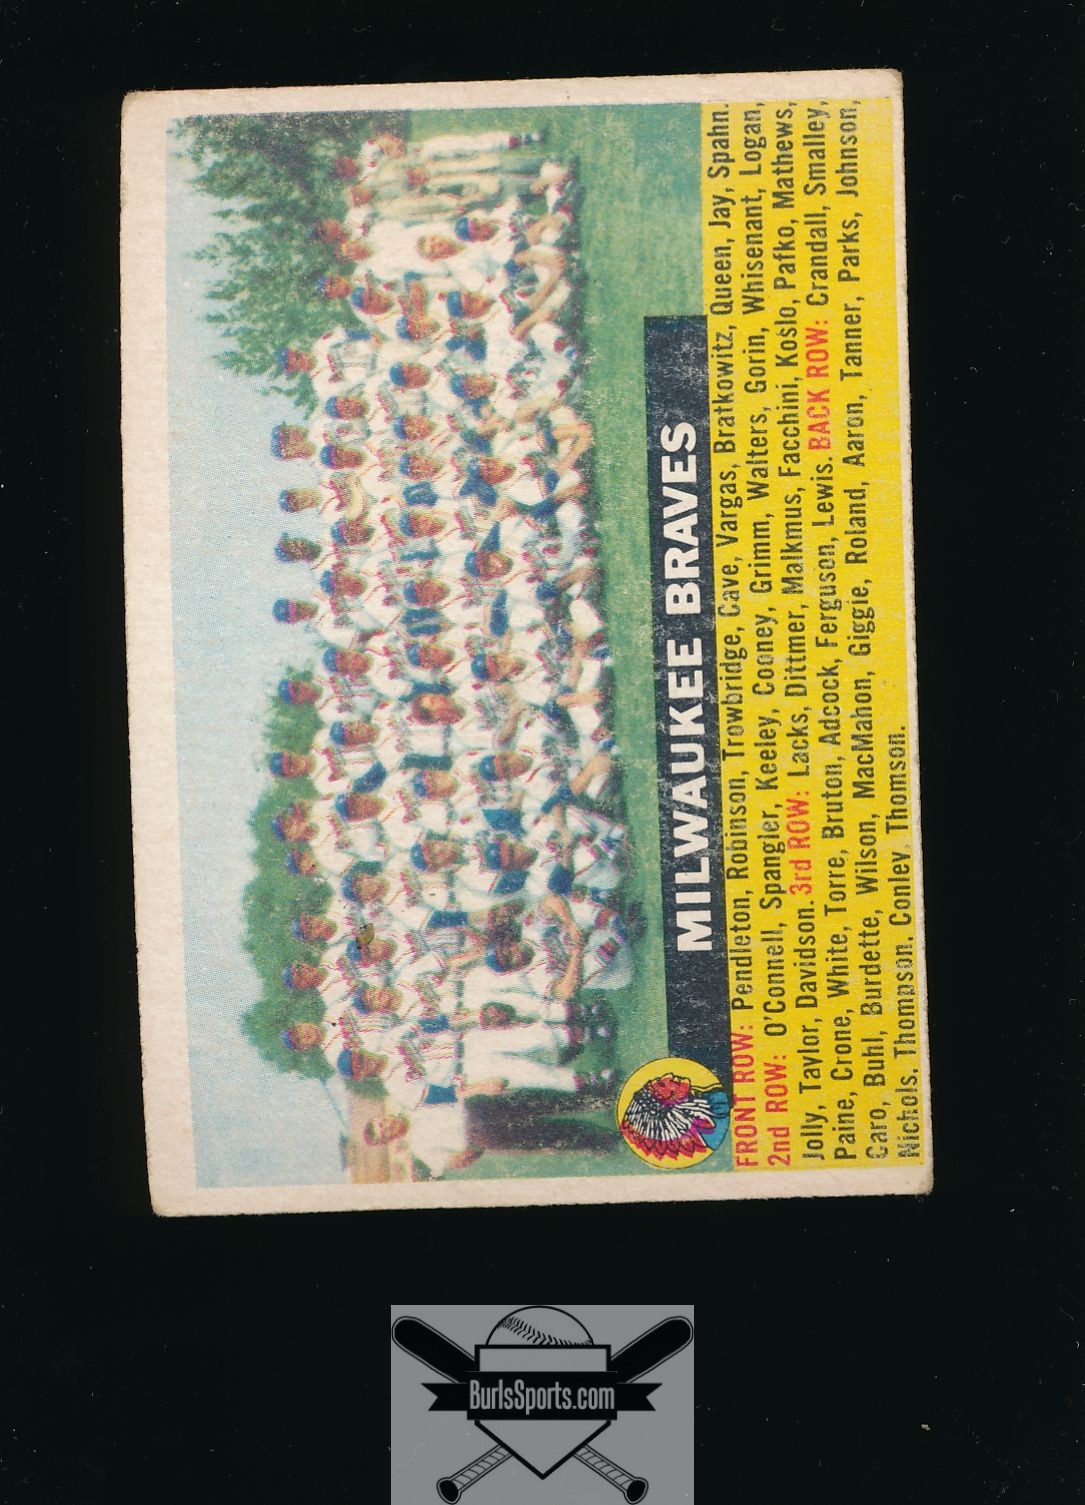 MILWAUKEE BRAVES
FRONT ROW: Pendleton, Robinson, Trowbridge, Cave, Vargas, Bratkowitz, Queen, Jay, Spahn.
2nd ROW: O'Connell, Spangler, Keeley, Cooney, Grimm, Walters, Gorin, Whisenant, Logan,
Jolly, Taylor, Davidson. 3rd ROW: Lacks, Dittmer, Malkmus, Facchini, Koslo, Pafko, Mathews,
Paine, Crone, White, Torre, Bruton, Adcock, Ferguson, Lewis. BACK ROW: Crandall, Smalley,
Caro, Buhl, Burdette, Wilson, MacMahon, Giggie, Roland, Aaron, Tanner, Parks, Johnson,
Nichols, Thompson, Conley, Thomson.
BurlsSports.com